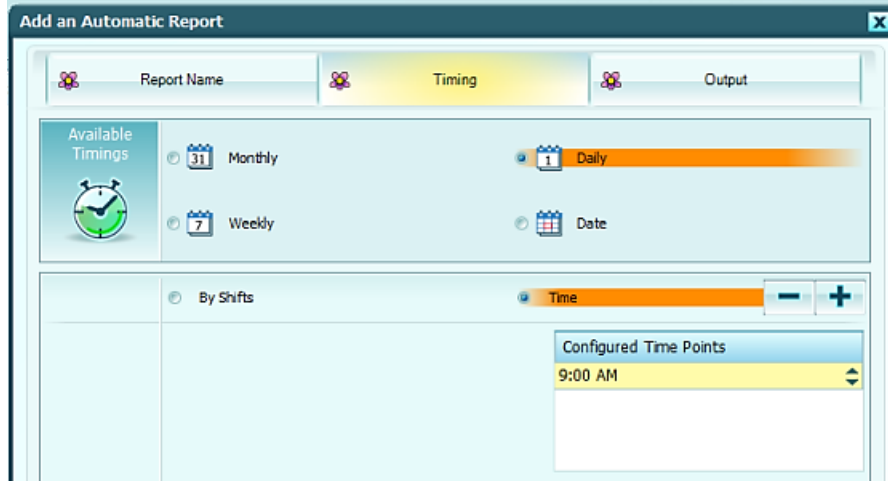 Add an Automatic Report
Report Name
Timing
Output
Available
Timings
31
Monthly
1
Daily
7
Weekly
Date
By Shifts
Time
Configured Time Points
9:00 AM